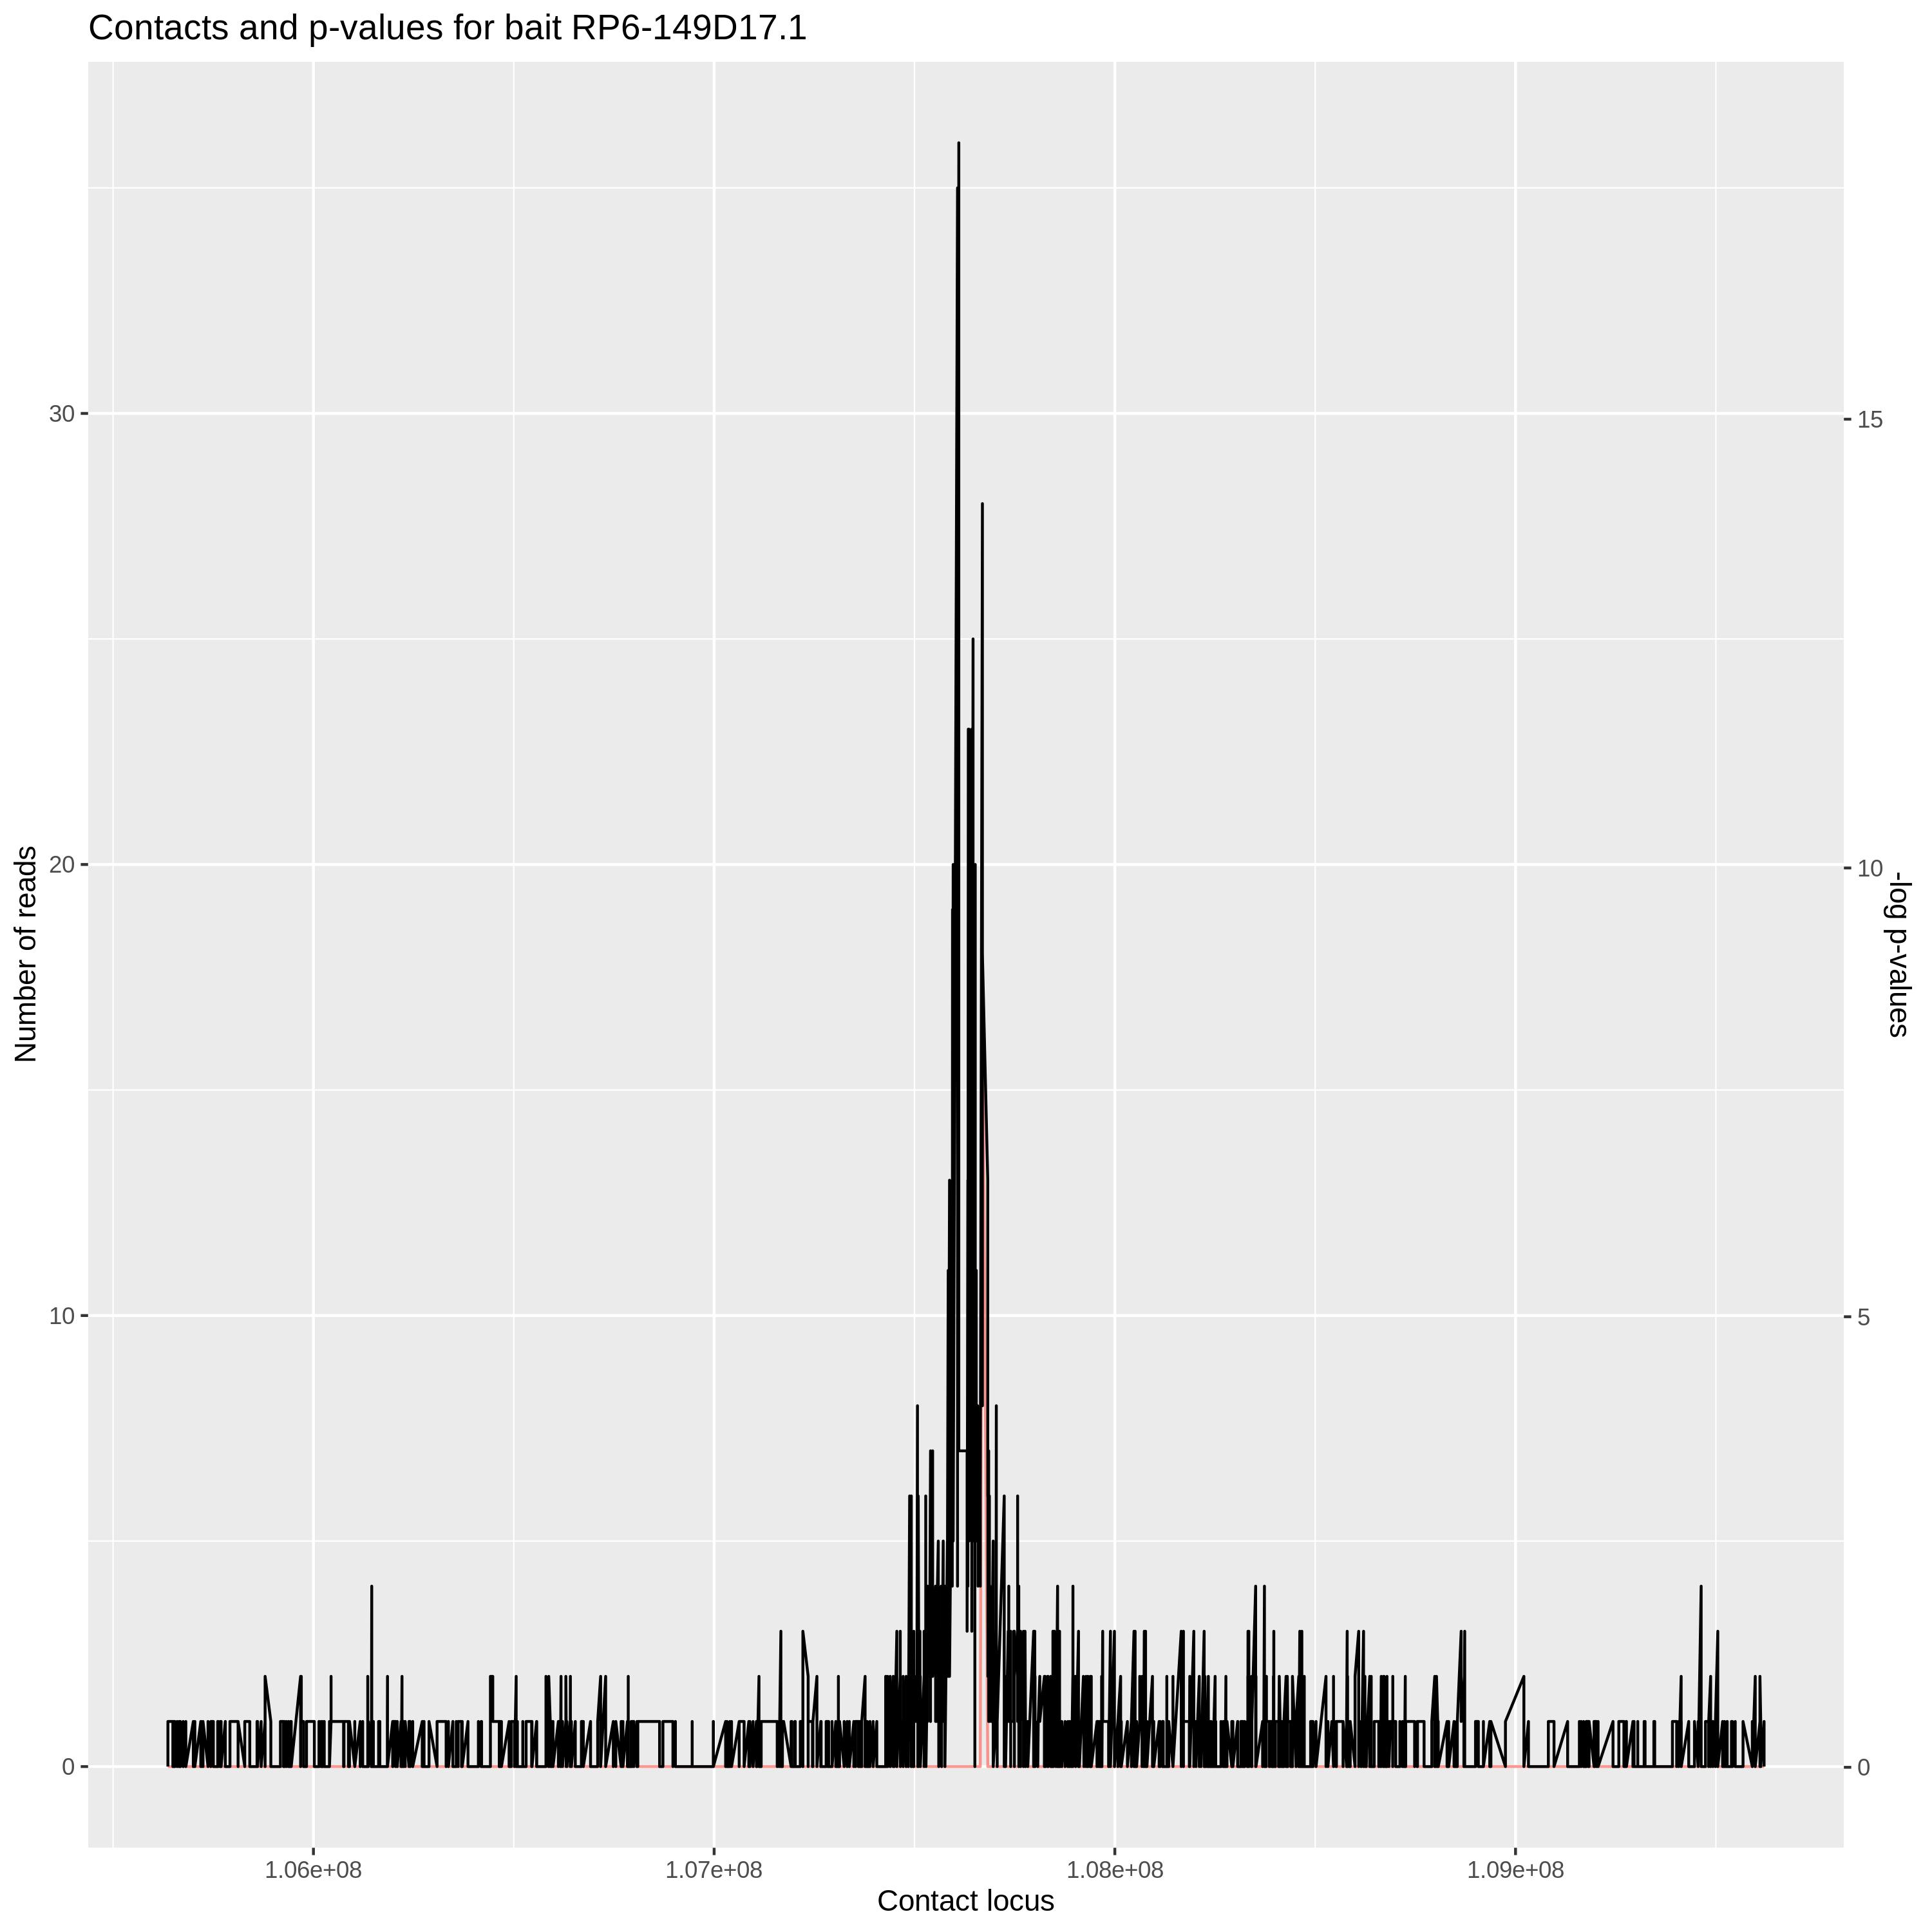 Contacts and p-values for bait RP6-149D17.1
30
20
10
0
Number of reads
15
10
5
0
-log p-values
1.06e+08
1.07e+08
1.08e+08
1.09e+08
Contact locus